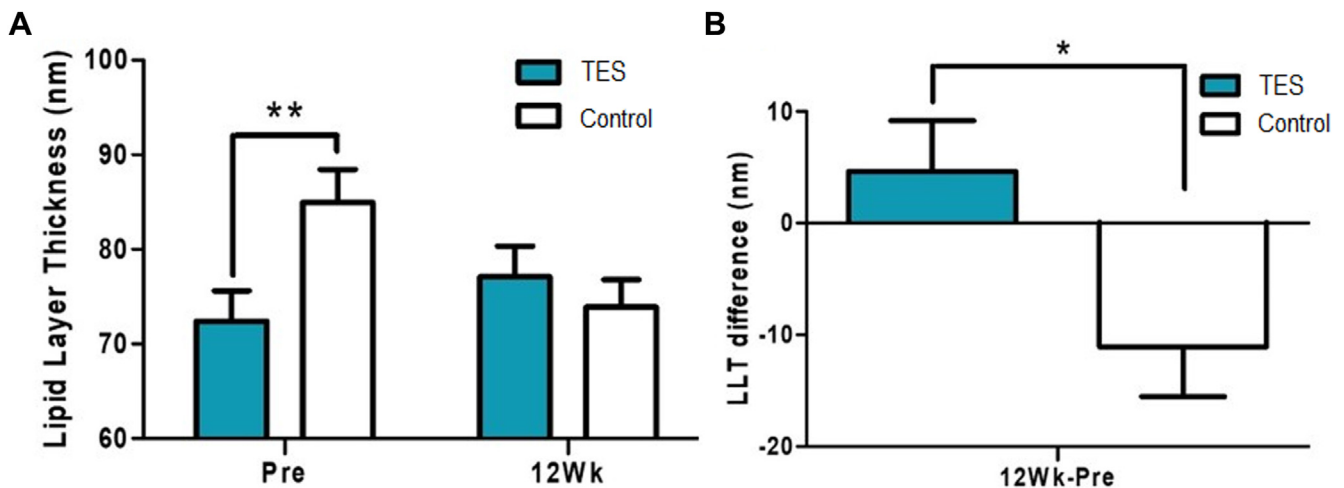 A
Lipid Layer Thickness (nm)
100
90
80
70
60
**
TES
Control
Pre
12Wk
B
LLT difference (nm)
10
0
-10
-20
*
TES
Control
12Wk-Pre